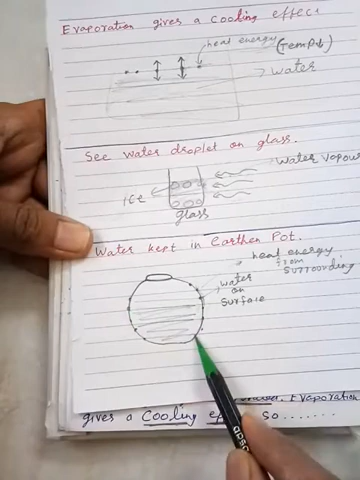 Evaporation gives a cooling effect
heat energy
(Temp↓)
water
See water droplet on glass.
Water Vapour
ice
glass
Water kept in Earthen Pot.
heat energy
from
surrounding
water
on
surface
Evaporation
gives a Cooling effect so.......